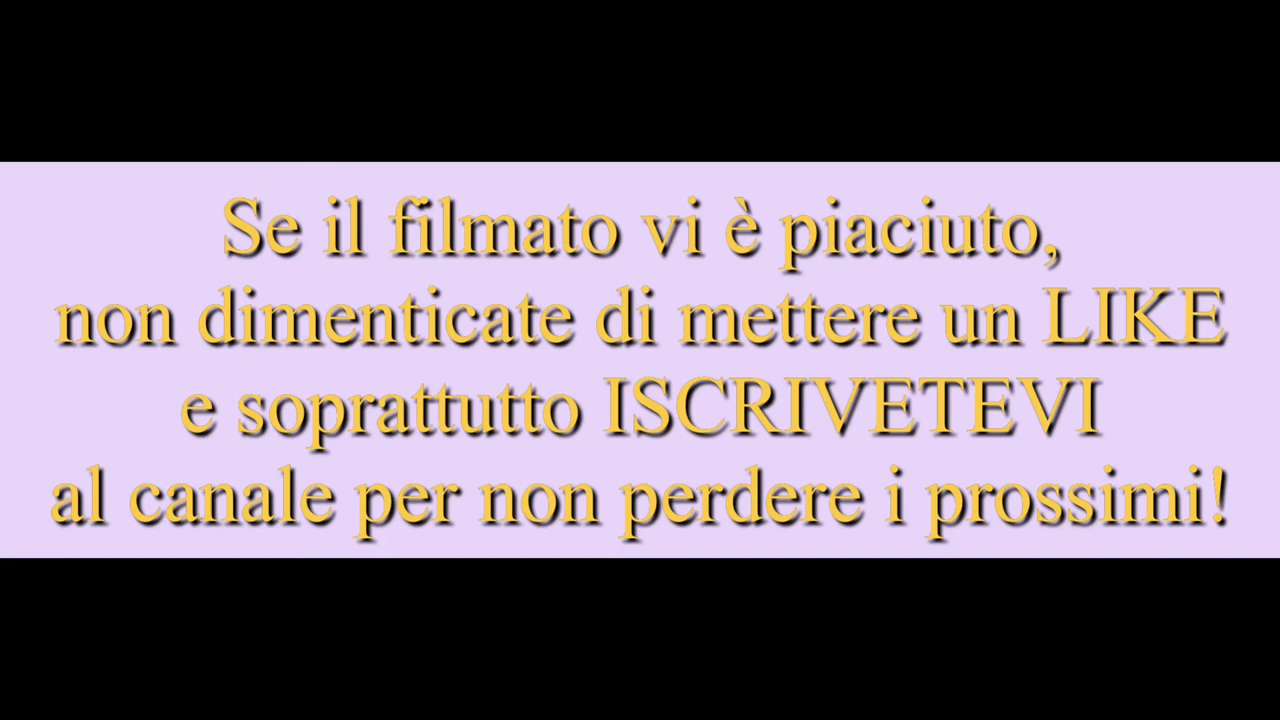 Se il filmato vi è piaciuto,
non dimenticate di mettere un LIKE
e soprattutto ISCRIVETEVI
al canale per non perdere i prossimi!